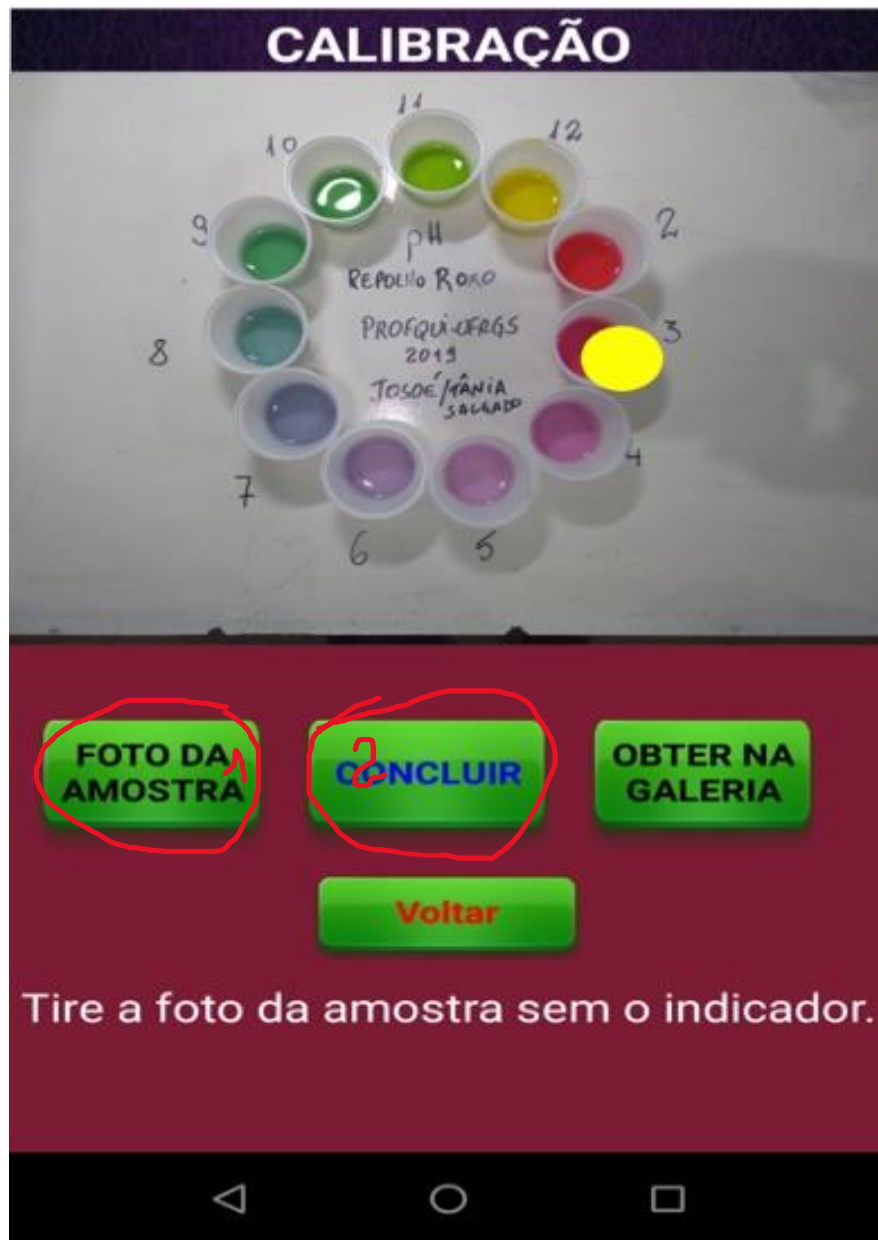 CALIBRAÇÃO
11
10
12
9
2
pH
REPOLHO ROXO
PROFQUI-UFRGS
3
2019
8
JOSOÉ/TÂNIA
SALGADO
4
7
6
5
FOTO DA
AMOSTRA
1
2
CONCLUIR
OBTER NA
GALERIA
Voltar
Tire a foto da amostra sem o indicador.